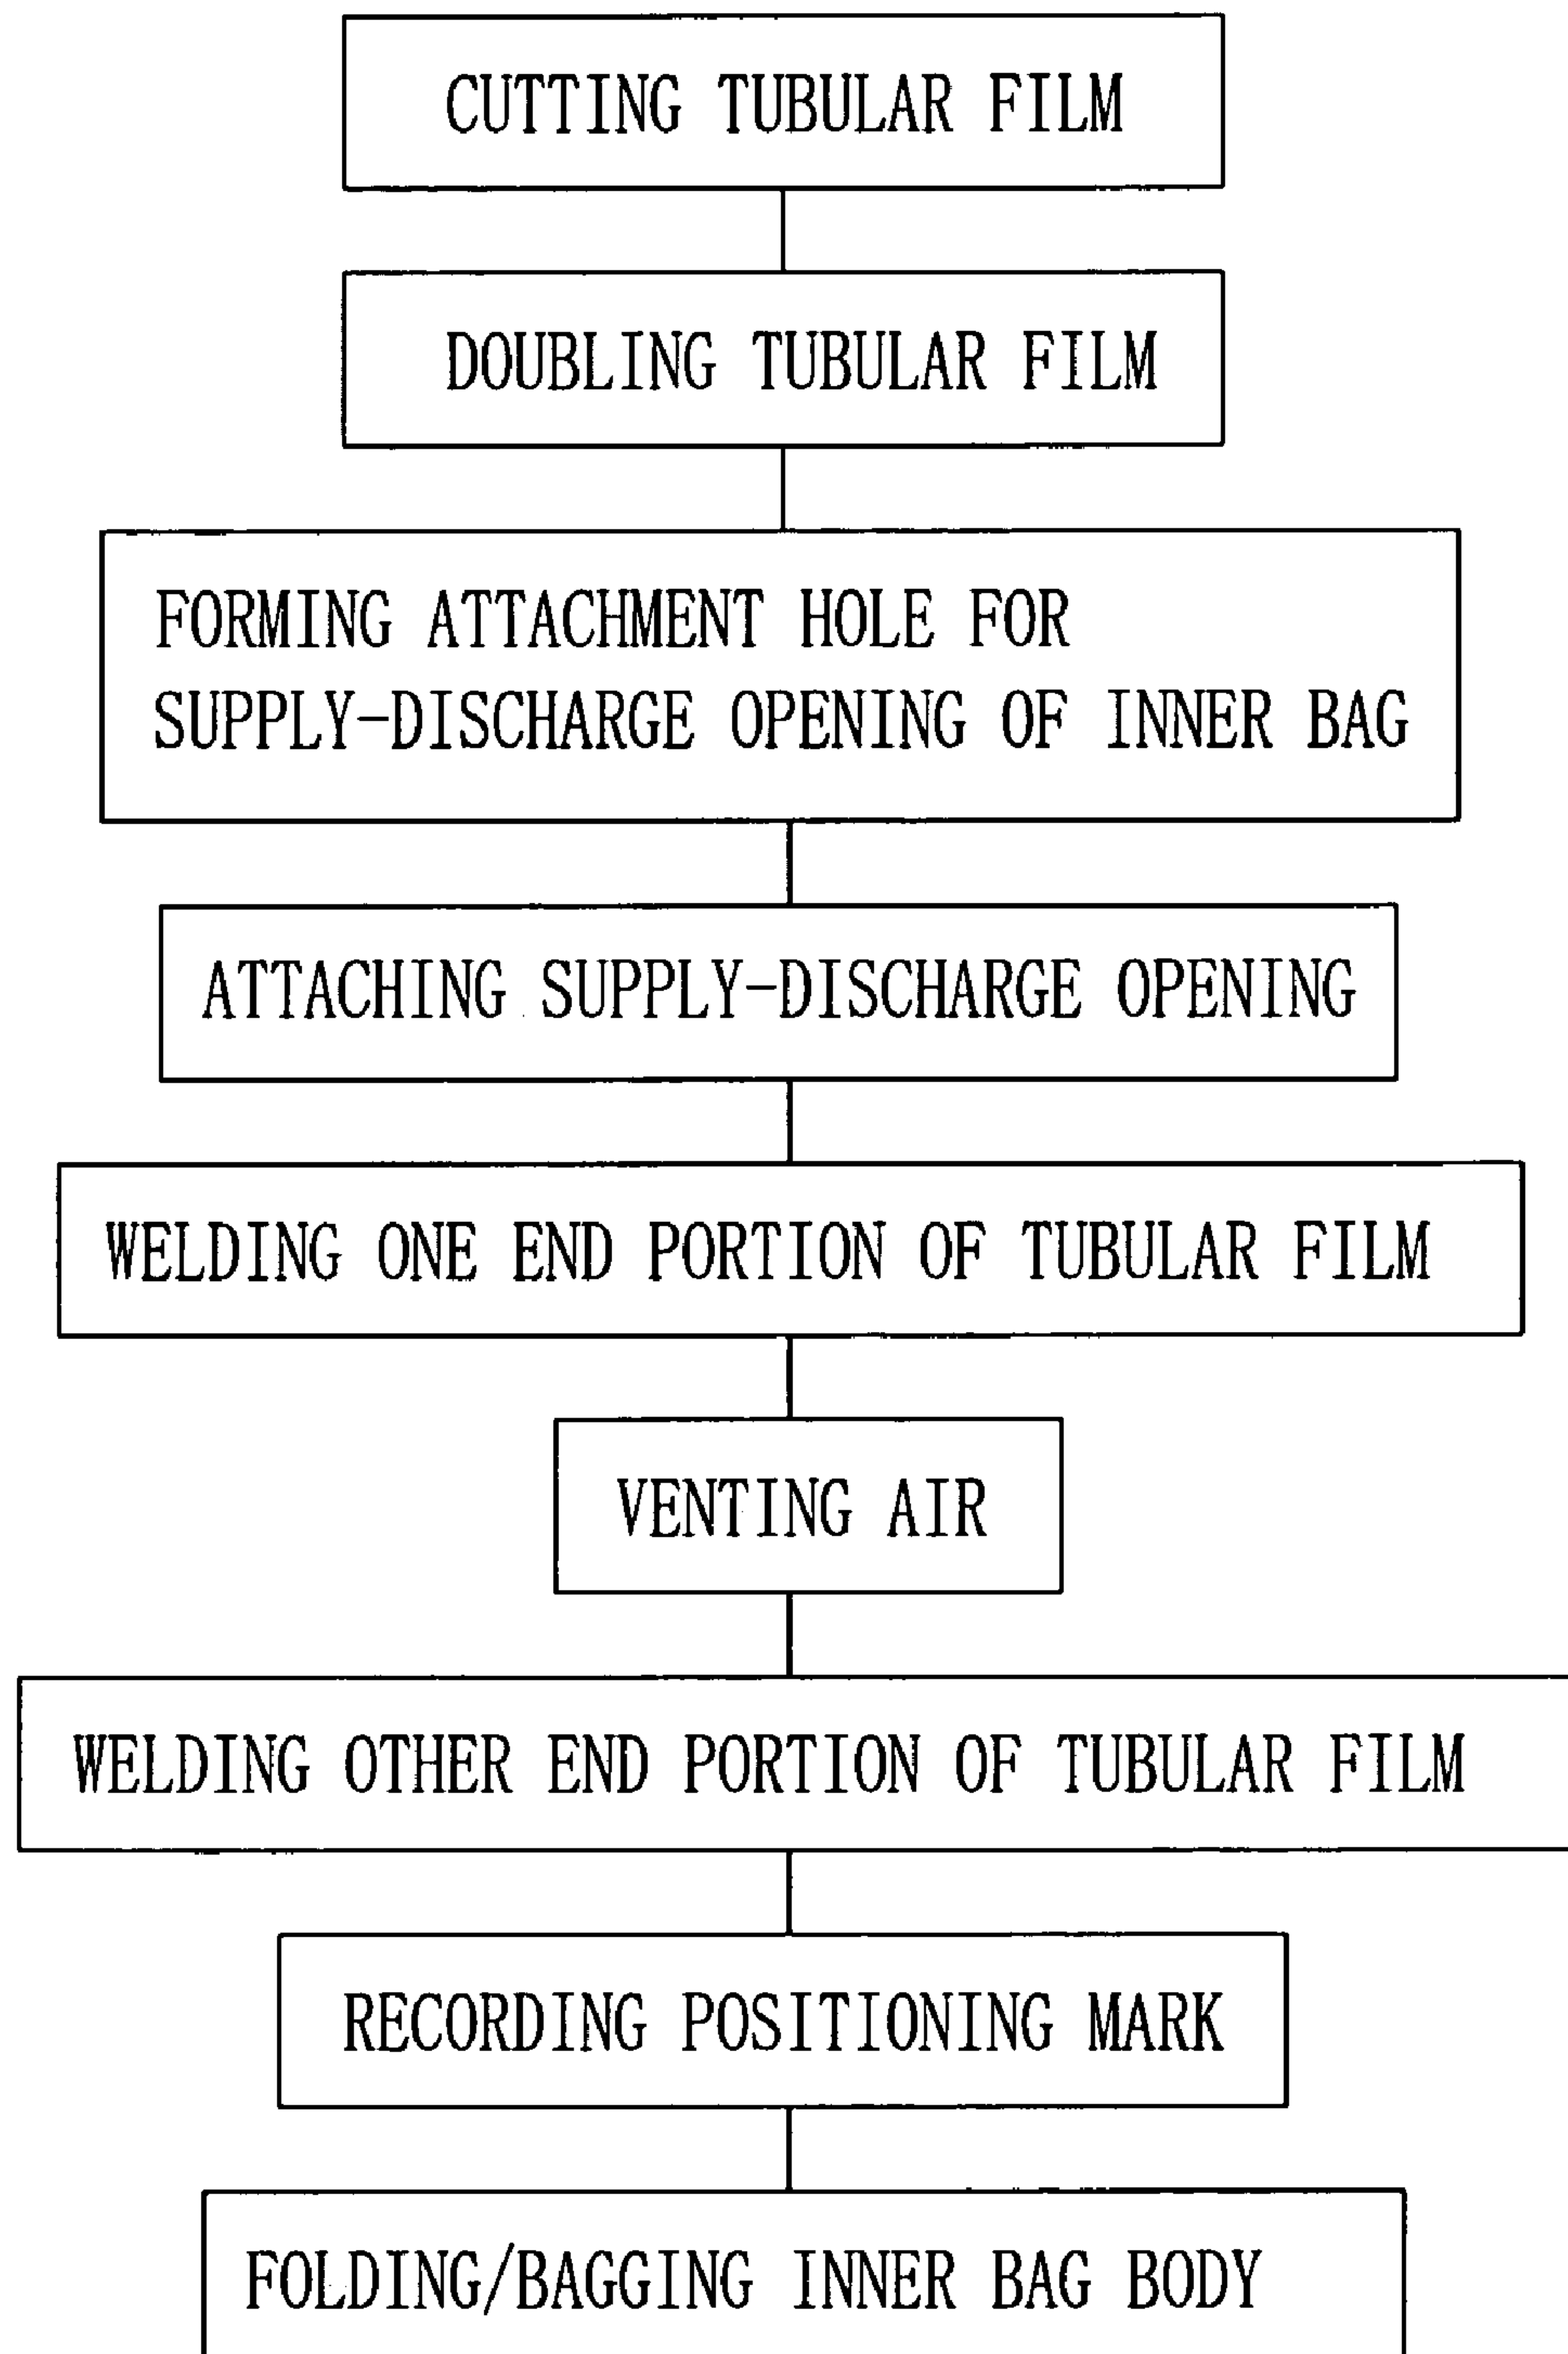 CUTTING TUBULAR FILM
DOUBLING TUBULAR FILM
FORMING ATTACHMENT HOLE FOR
SUPPLY-DISCHARGE OPENING OF INNER BAG
ATTACHING SUPPLY-DISCHARGE OPENING
WELDING ONE END PORTION OF TUBULAR FILM
VENTING AIR
WELDING OTHER END PORTION OF TUBULAR FILM
RECORDING POSITIONING MARK
FOLDING/BAGGING INNER BAG BODY